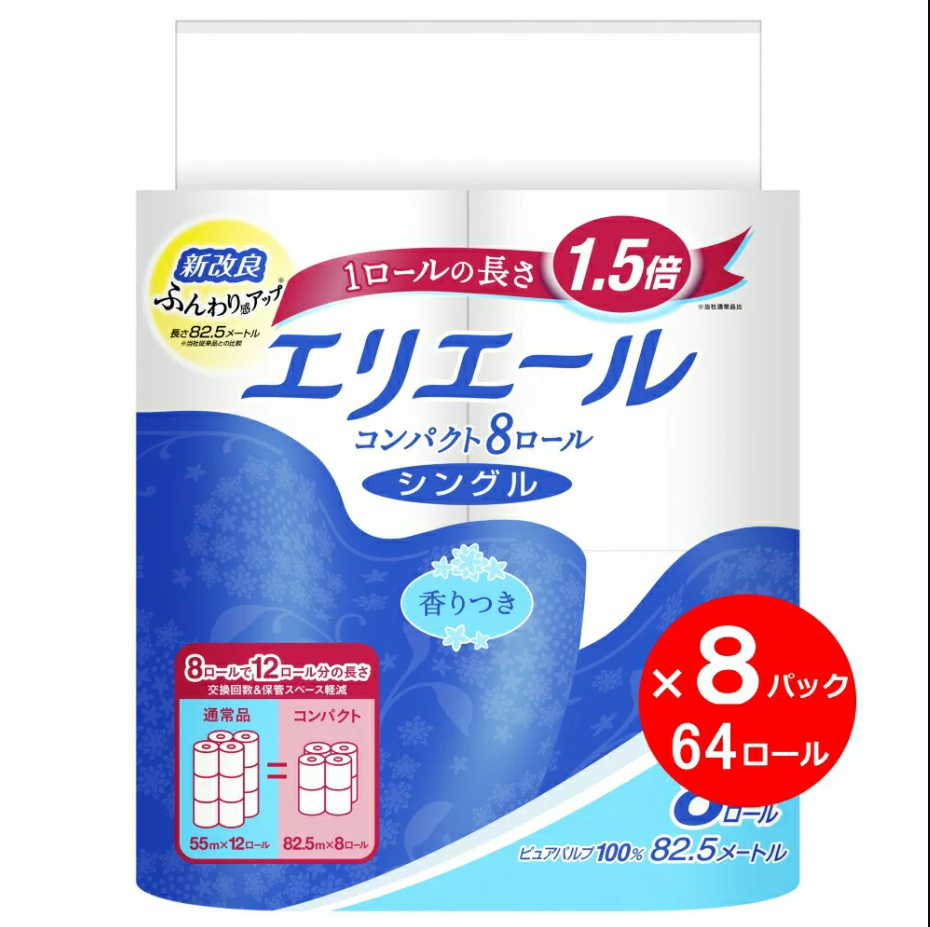 新改良
ふんわり感アップ※
長さ82.5メートル
※当社従来品との比較
1ロールの長さ 1.5倍
※当社通常品比
エリエール
コンパクト8ロール
シングル
香りつき
8ロールで12ロール分の長さ
交換回数&保管スペース軽減
通常品 コンパクト
=
55m×12ロール 82.5m×8ロール
×8パック
64ロール
8ロール
ピュアパルプ100% 82.5メートル